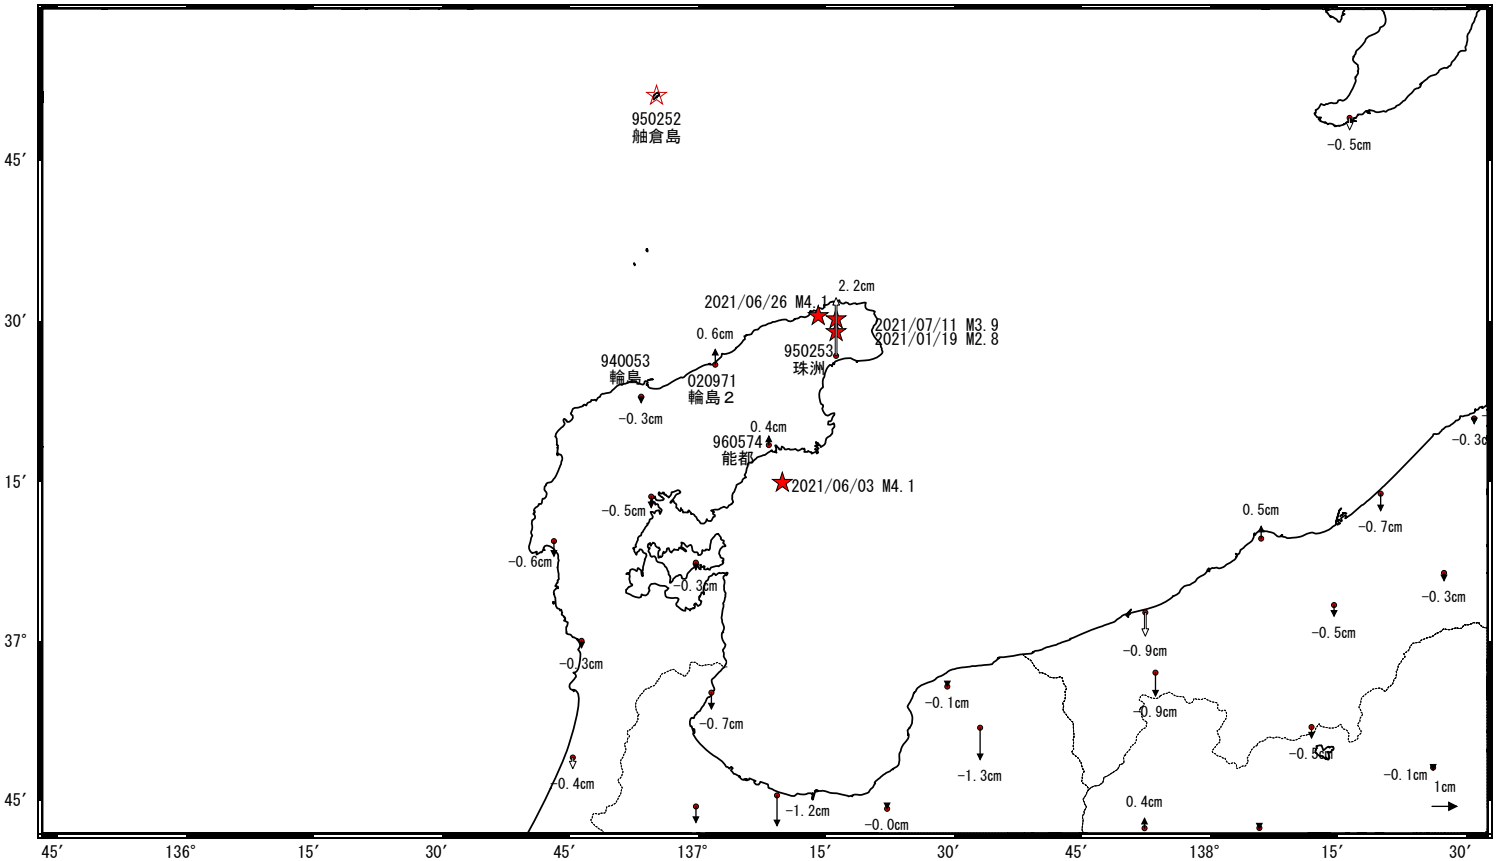 950252
舳倉島
45′
-0.5cm
2.2cm
2021/06/26 M4.1
30′
2021/07/11 M3.9
2021/01/19 M2.8
0.6cm
950253
珠洲
940053
輪島
020971
輪島２
-0.3cm
-0.3c
0.4cm
960574
能都
15′
2021/06/03 M4.1
-0.5cm
0.5cm
-0.7cm
-0.6cm
-0.3cm
-0.3cm
-0.5cm
37°
-0.9cm
-0.3cm
-0.1cm
-0.9cm
-0.7cm
-0.5cm
-1.3cm
-0.1cm
-0.4cm
1cm
45′
0.4cm
-1.2cm
-0.0cm
45′ 136° 15′ 30′ 45′ 137° 15′ 30′ 45′ 138° 15′ 30′